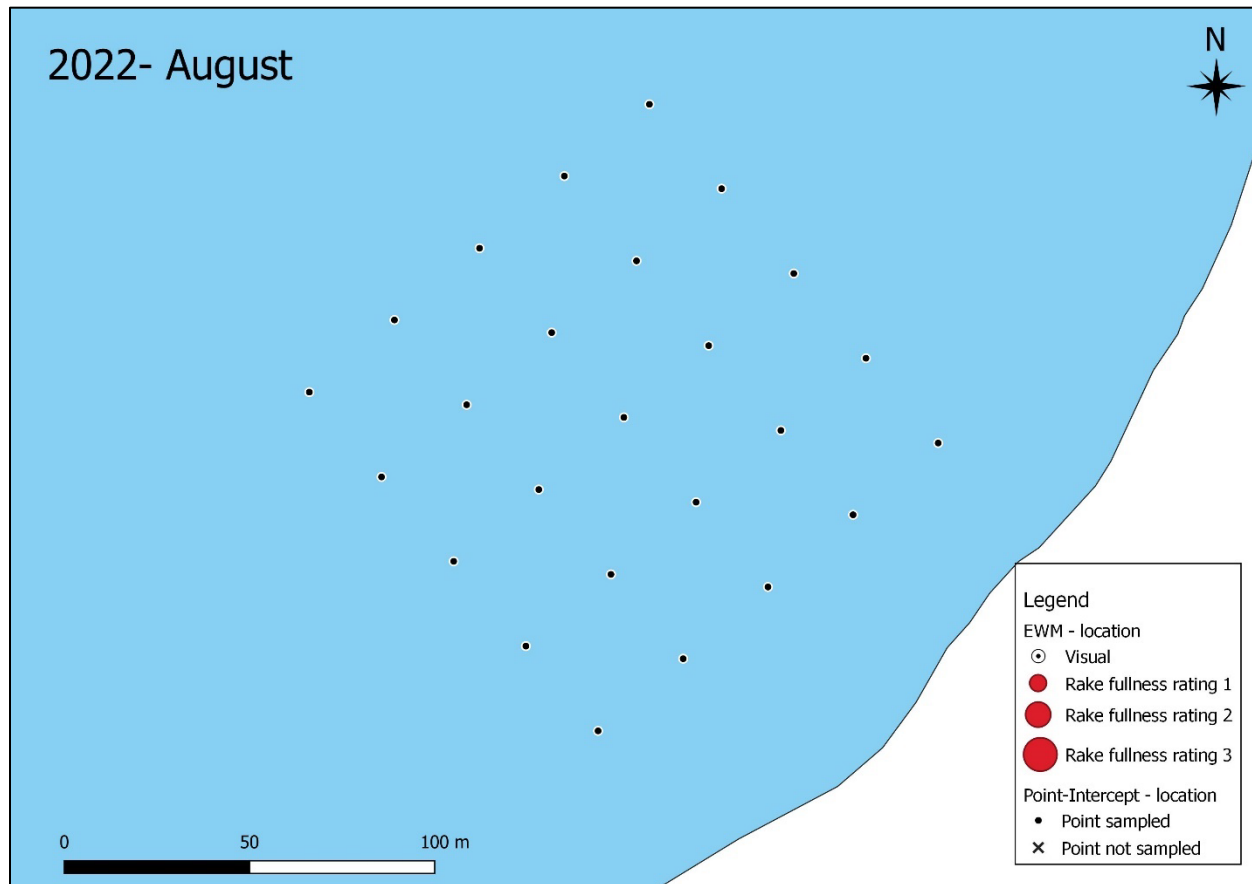 2022- August
N
Legend
EWM - location
Visual
Rake fullness rating 1
Rake fullness rating 2
Rake fullness rating 3
Point-Intercept - location
Point sampled
Point not sampled
0 50 100 m